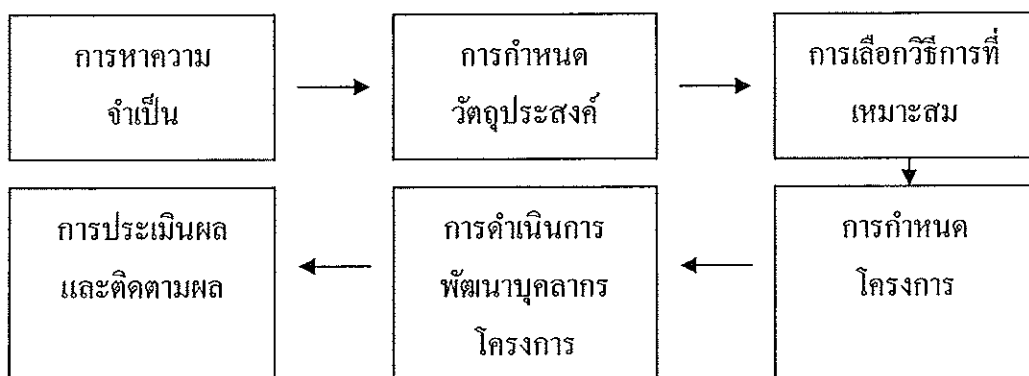 การหาความ
จำเป็น
การกำหนด
วัตถุประสงค์
การเลือกวิธีการที่
เหมาะสม
การกำหนด
โครงการ
การดำเนินการ
พัฒนาบุคลากร
โครงการ
การประเมินผล
และติดตามผล